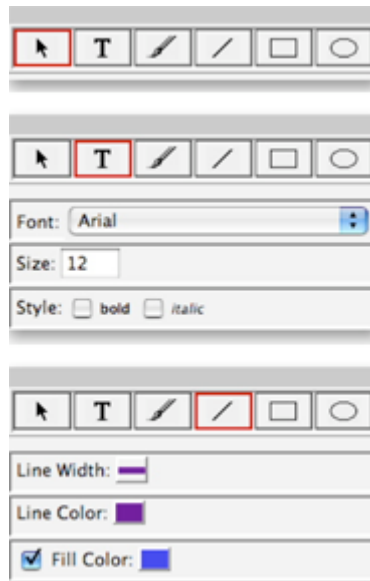 T
T
Font: Arial
Size: 12
Style: bold italic
T
Line Width:
Line Color:
Fill Color: